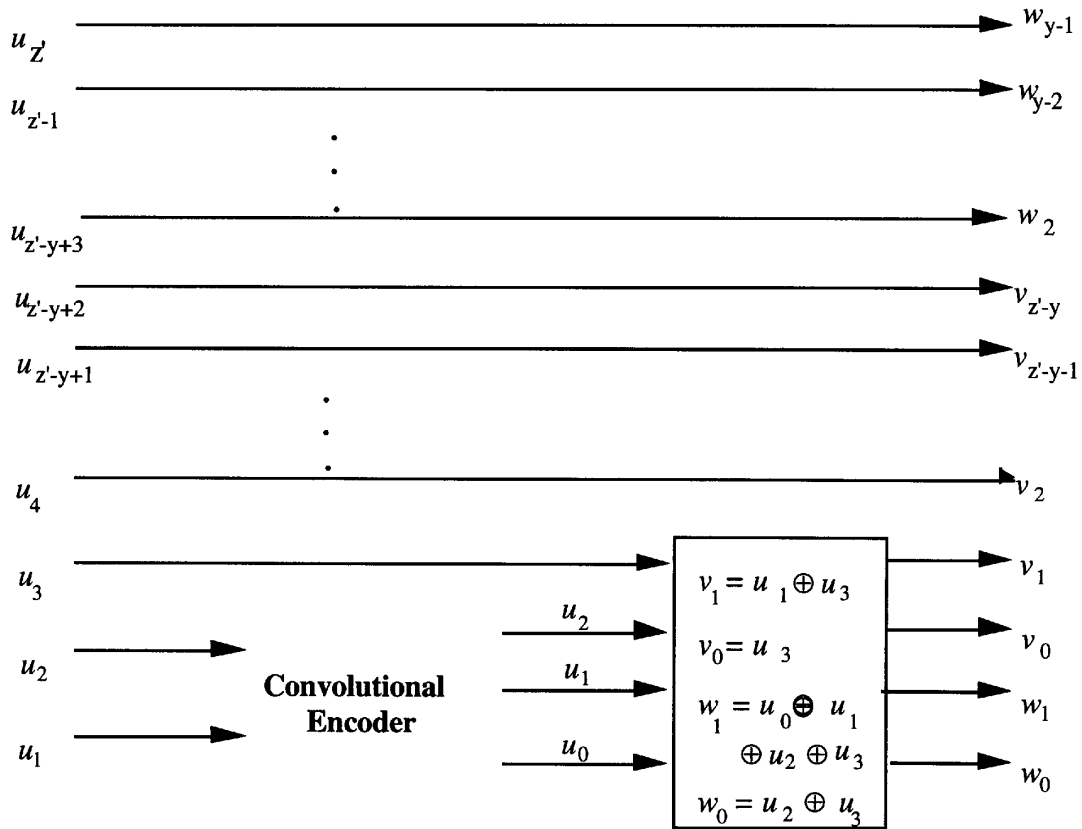 u_z' w_{y-1}
u_{z'-1} w_{y-2}
u_{z'-y+3} w_2
u_{z'-y+2} v_{z'-y}
u_{z'-y+1} v_{z'-y-1}
u_4 v_2
u_3 v_1 = u_1 ⊕ u_3 v_1
u_2 u_2 v_0 = u_3 v_0
Convolutional u_1 w_1 = u_0 ⊕ u_1 w_1
Encoder
u_1 u_0 ⊕ u_2 ⊕ u_3 w_0
w_0 = u_2 ⊕ u_3